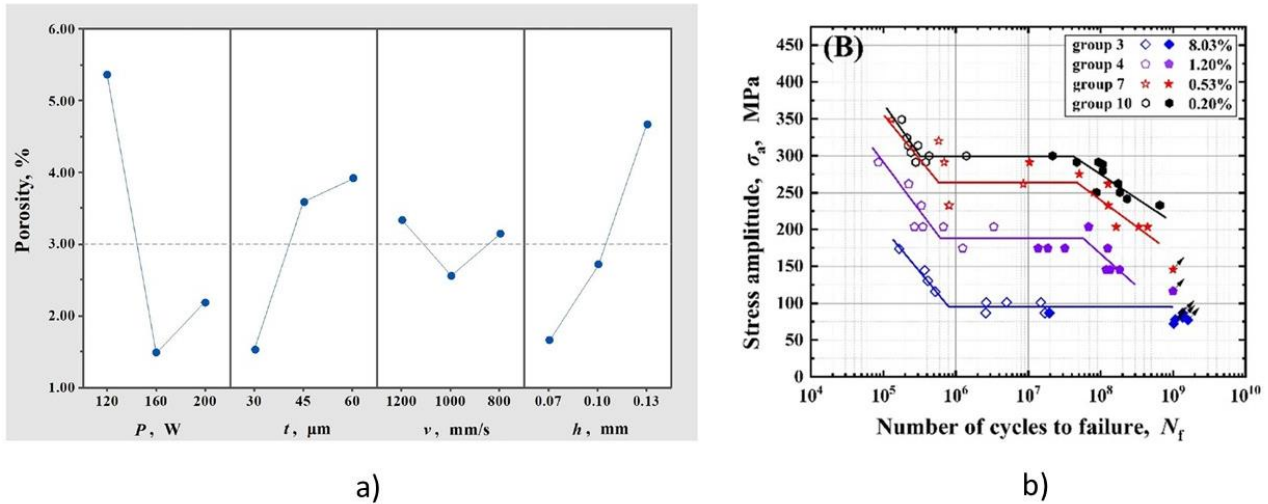 6.00
5.00
4.00
3.00
2.00
1.00
Porosity, %
120 160 200 30 45 60 1200 1000 800 0.07 0.10 0.13
P, W t, μm v, mm/s h, mm
a)
(B)
group 3 8.03%
group 4 1.20%
group 7 0.53%
group 10 0.20%
450
400
350
300
250
200
150
100
50
0
Stress amplitude, σa, MPa
10^4 10^5 10^6 10^7 10^8 10^9 10^10
Number of cycles to failure, Nf
b)